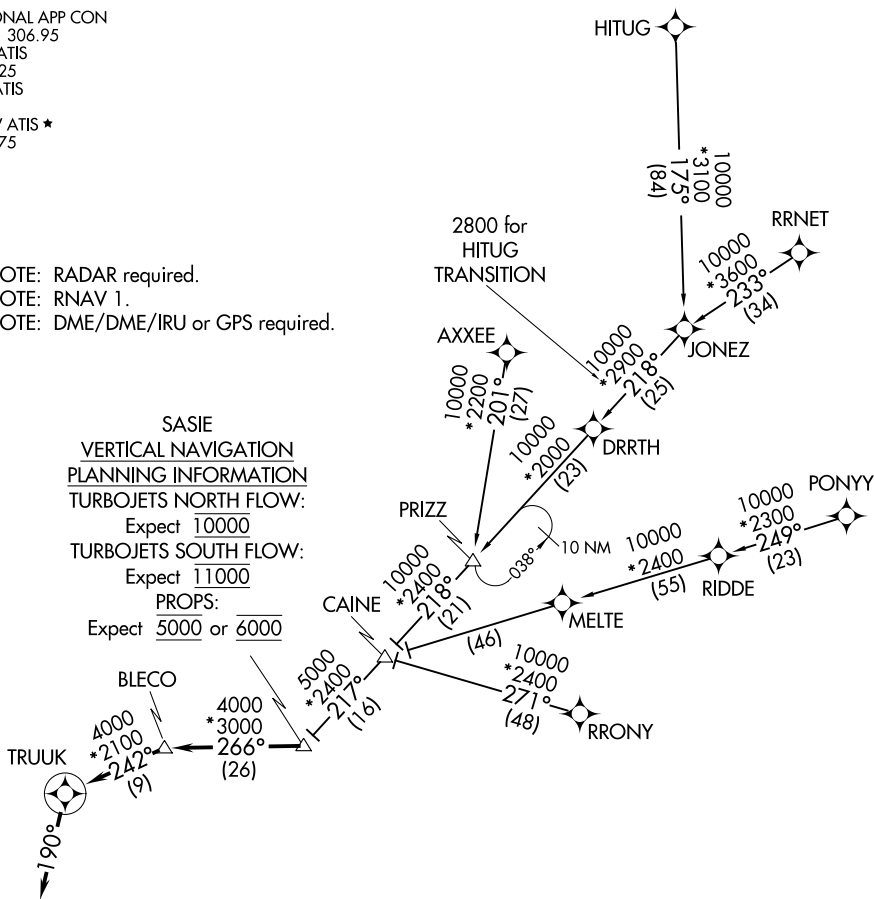 ONAL APP CON
306.95
ATIS
25
ATIS
V ATIS ★
75
OTE: RADAR required.
OTE: RNAV 1.
OTE: DME/DME/IRU or GPS required.
HITUG
10000
*3100
175°
(84)
RRNET
10000
*3600
233°
(34)
JONEZ
2800 for
HITUG
TRANSITION
10000
*2900
218°
(25)
AXXEE
10000
*2200
201°
(27)
DRRTH
10000
*2000
(23)
PRIZZ
038°
10 NM
PONYY
10000
*2300
249°
(23)
RIDDE
10000
*2400
(55)
MELTE
(46)
SASIE
VERTICAL NAVIGATION
PLANNING INFORMATION
TURBOJETS NORTH FLOW:
Expect 10000
TURBOJETS SOUTH FLOW:
Expect 11000
PROPS:
Expect 5000 or 6000
10000
*2400
218°
(21)
CAINE
10000
*2400
271°
(48)
RRONY
5000
*2400
217°
(16)
BLECO
4000
*3000
266°
(26)
4000
*2100
242°
(9)
TRUUK
190°